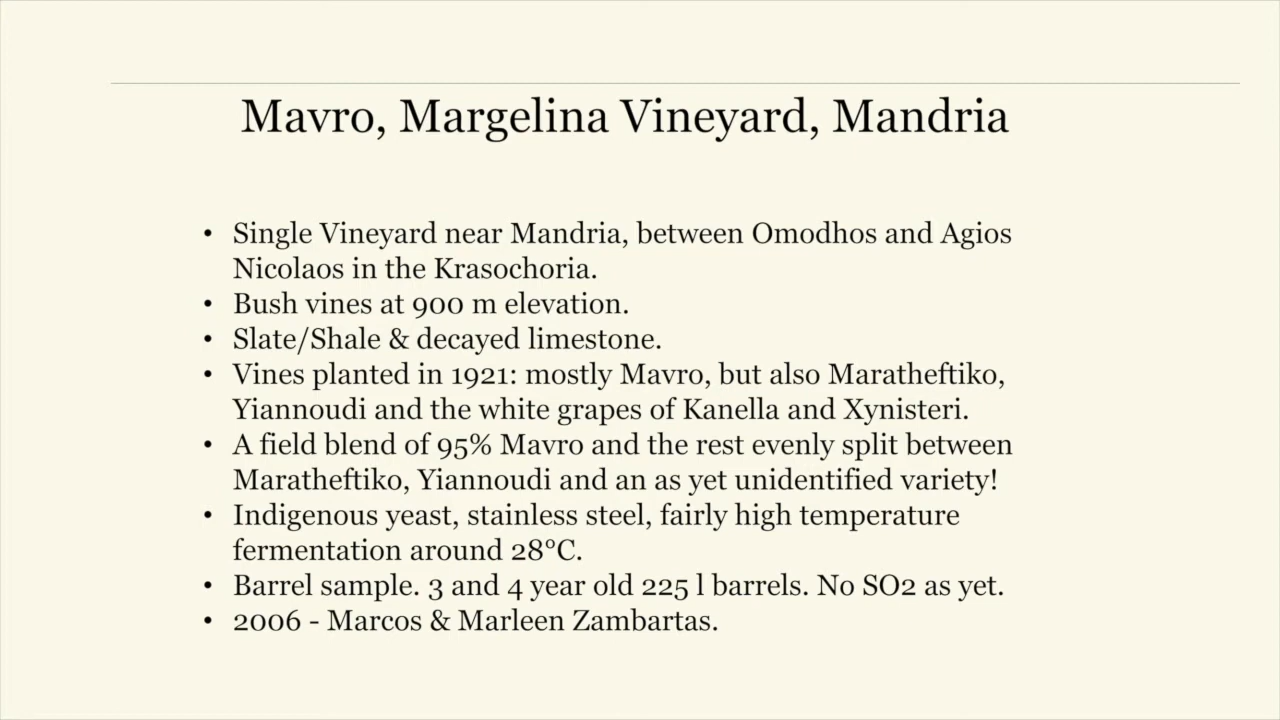 Mavro, Margelina Vineyard, Mandria
• Single Vineyard near Mandria, between Omodhos and Agios
Nicolaos in the Krasochoria.
• Bush vines at 900 m elevation.
• Slate/Shale & decayed limestone.
• Vines planted in 1921: mostly Mavro, but also Maratheftiko,
Yiannoudi and the white grapes of Kanella and Xynisteri.
• A field blend of 95% Mavro and the rest evenly split between
Maratheftiko, Yiannoudi and an as yet unidentified variety!
• Indigenous yeast, stainless steel, fairly high temperature
fermentation around 28°C.
• Barrel sample. 3 and 4 year old 225 l barrels. No SO2 as yet.
• 2006 - Marcos & Marleen Zambartas.